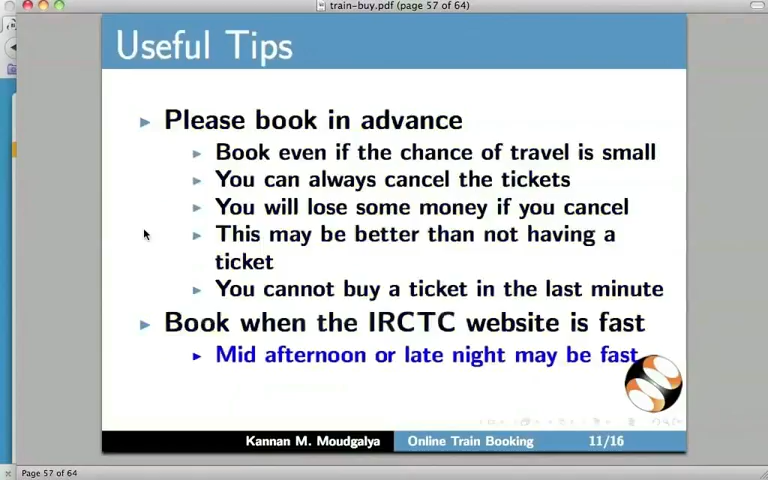 train-buy.pdf (page 57 of 64)
Useful Tips
Please book in advance
Book even if the chance of travel is small
You can always cancel the tickets
You will lose some money if you cancel
This may be better than not having a
ticket
You cannot buy a ticket in the last minute
Book when the IRCTC website is fast
Mid afternoon or late night may be fast
Kannan M. Moudgalya Online Train Booking 11/16
Page 57 of 64